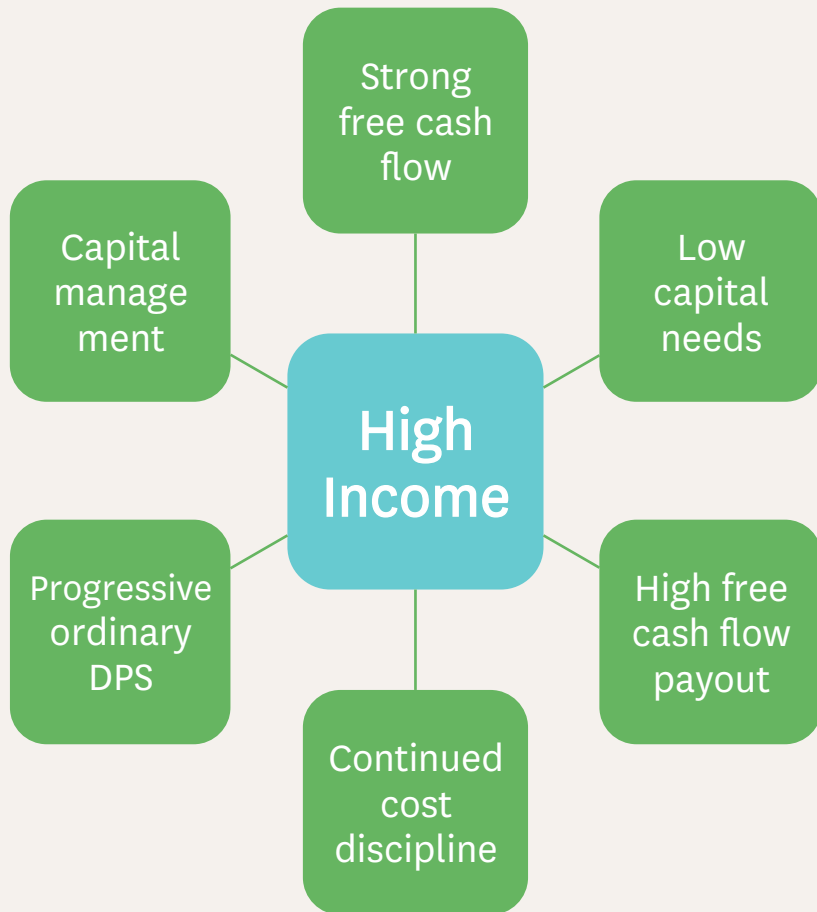 Strong
free cash
flow
Capital
manage
ment
Low
capital
needs
High
Income
Progressive
ordinary
DPS
High free
cash flow
payout
Continued
cost
discipline